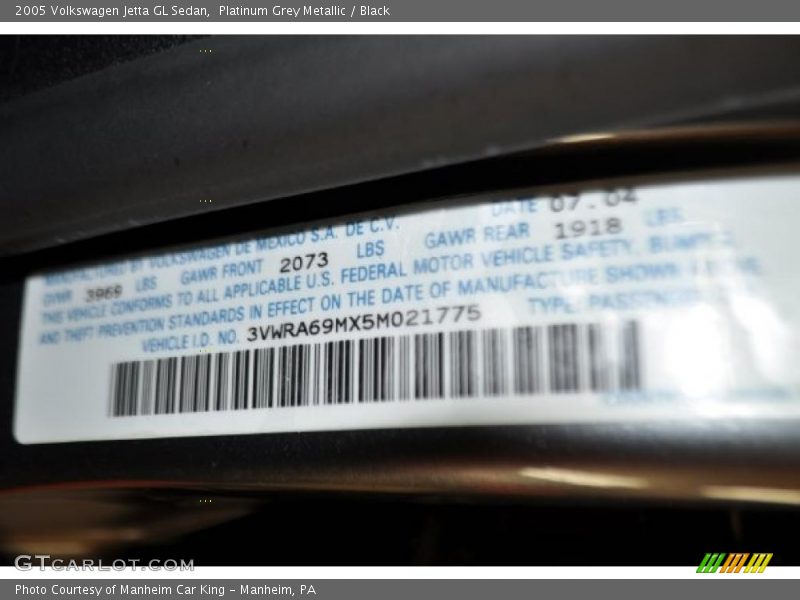 2005 Volkswagen Jetta GL Sedan, Platinum Grey Metallic / Black
MANUFACTURED BY VOLKSWAGEN DE MEXICO S.A. DE C.V. DATE 07.04
GVWR 3969 LBS GAWR FRONT 2073 LBS GAWR REAR 1918 LBS
THIS VEHICLE CONFORMS TO ALL APPLICABLE U.S. FEDERAL MOTOR VEHICLE SAFETY, BUMPER
AND THEFT PREVENTION STANDARDS IN EFFECT ON THE DATE OF MANUFACTURE SHOWN
VEHICLE I.D. NO. 3VWRA69MX5M021775 TYPE: PASSENGER
GTCARLOT.COM
Photo Courtesy of Manheim Car King - Manheim, PA